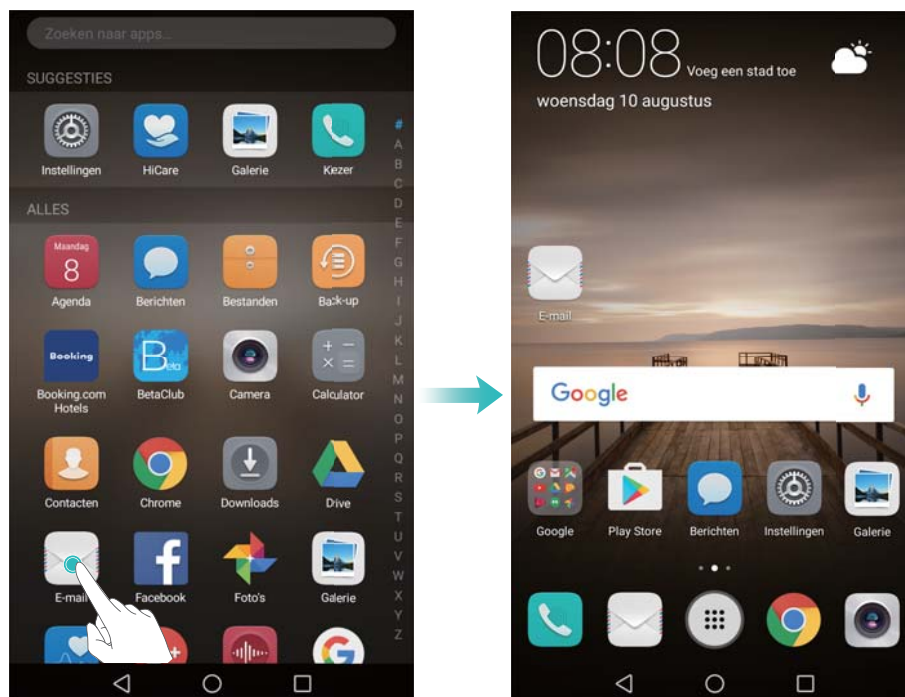 Zoeken naar apps...
SUGGESTIES
Instellingen
HiCare
Galerie
Kiezer
#
A
B
C
D
E
F
G
H
I
J
K
L
M
N
O
P
Q
R
S
T
U
V
W
X
Y
Z
ALLES
Maandag
8
Agenda
Berichten
Bestanden
Back-up
Booking
Booking.com
Hotels
Beta
BetaClub
Camera
Calculator
Contacten
Chrome
Downloads
Drive
E-mail
Facebook
Foto's
Galerie
08:08
Voeg een stad toe
woensdag 10 augustus
E-mail
Google
Google
Play Store
Berichten
Instellingen
Galerie